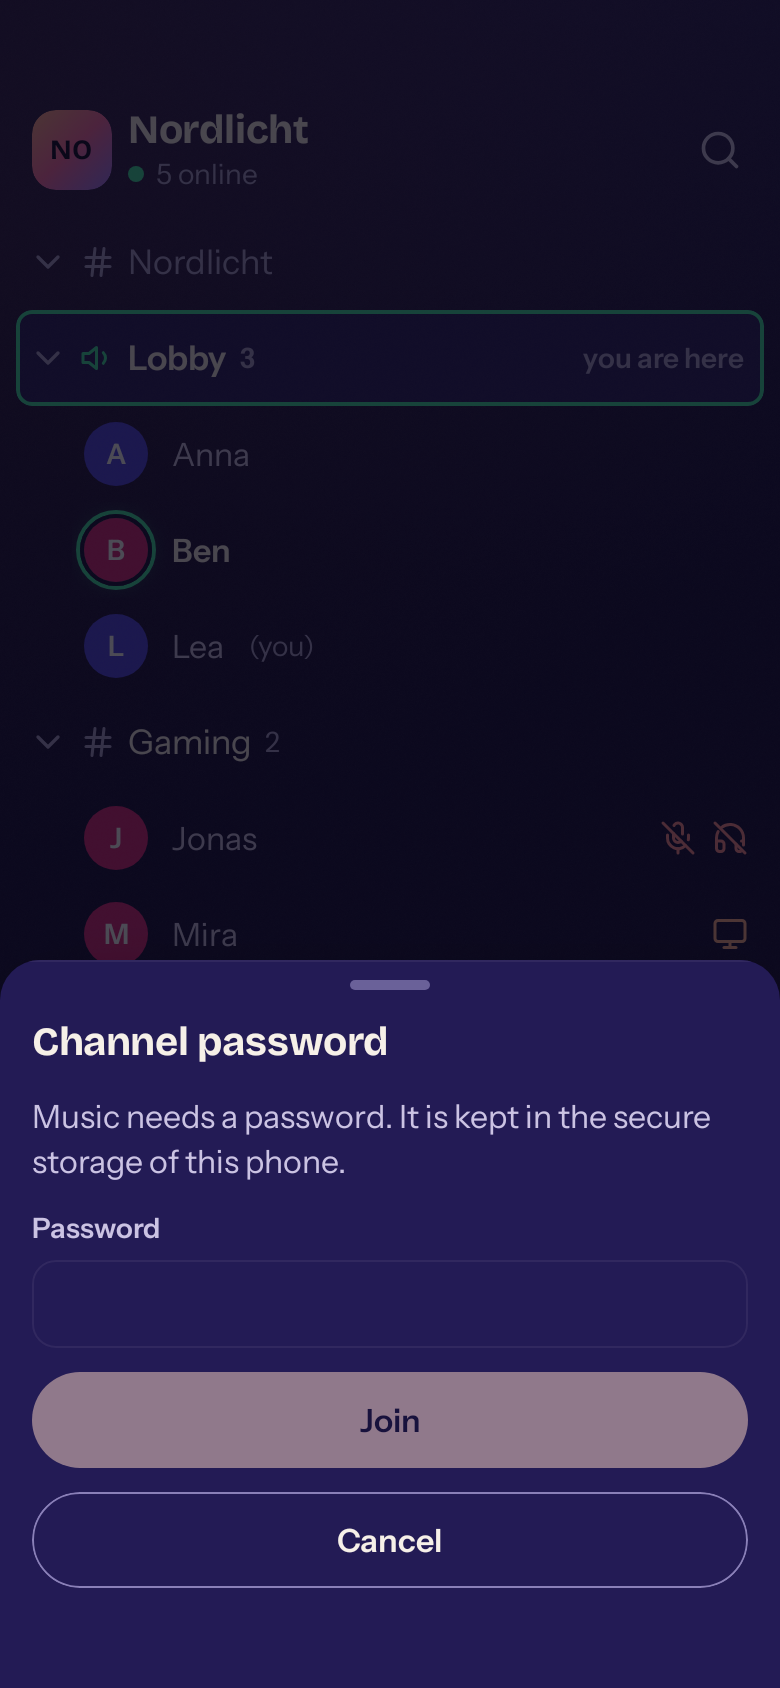 NO
Nordlicht
5 online
# Nordlicht
Lobby 3 you are here
A Anna
B Ben
L Lea (you)
# Gaming 2
J Jonas
M Mira
Channel password
Music needs a password. It is kept in the secure
storage of this phone.
Password
Join
Cancel